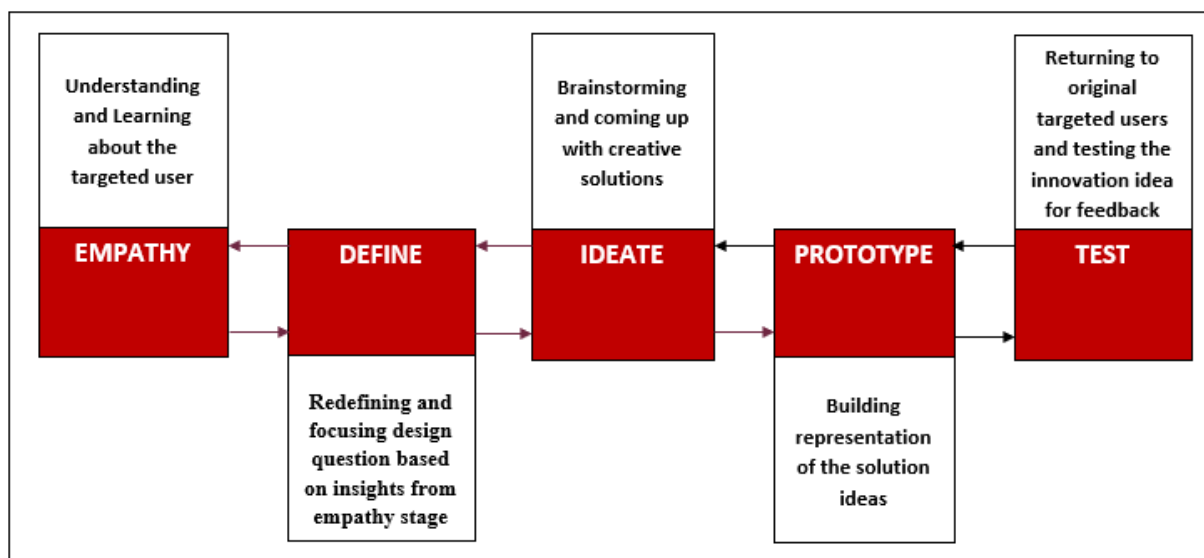 Understanding
and Learning
about the
targeted user
EMPATHY
DEFINE
Redefining and
focusing design
question based
on insights from
empathy stage
Brainstorming
and coming up
with creative
solutions
IDEATE
PROTOTYPE
Building
representation
of the solution
ideas
Returning to
original
targeted users
and testing the
innovation idea
for feedback
TEST